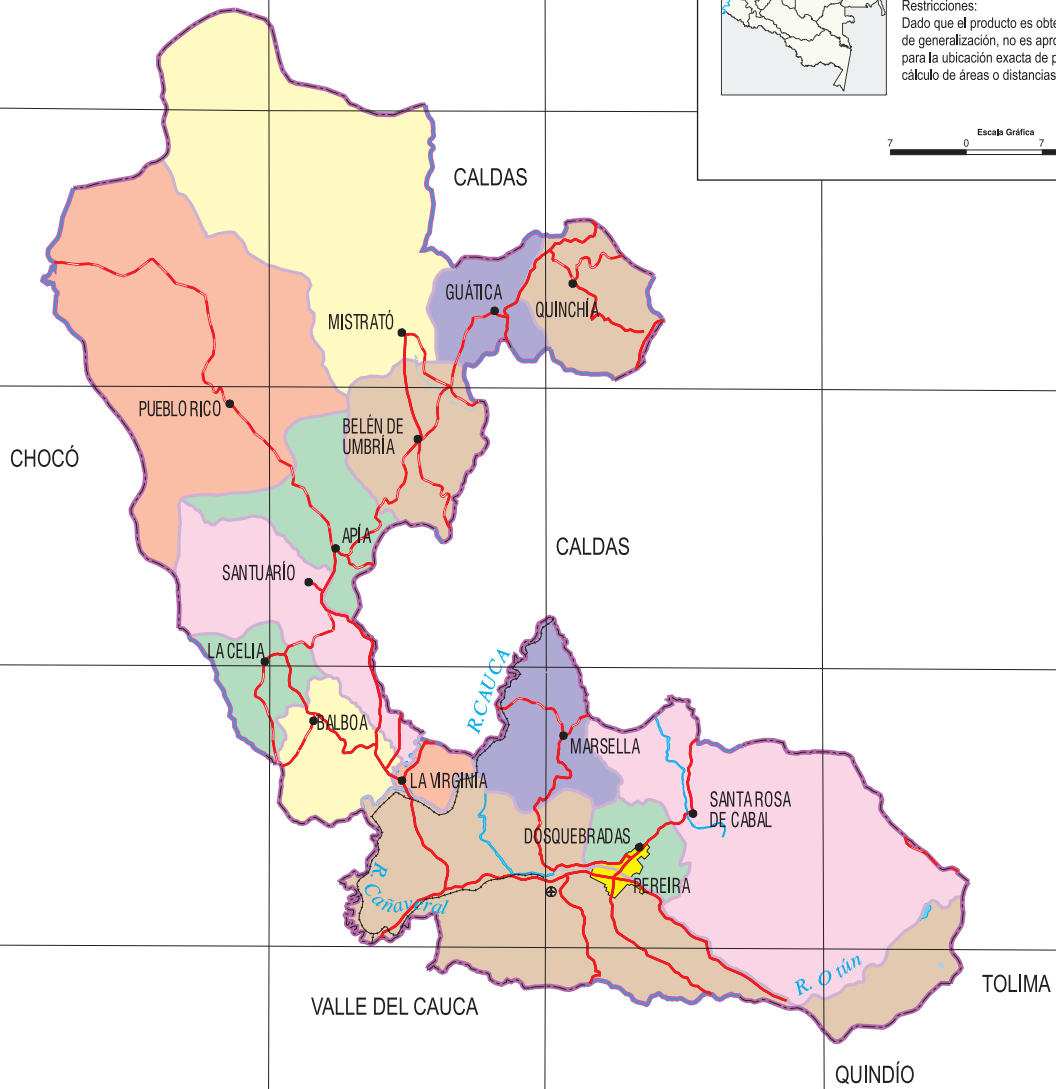 Restricciones:
Dado que el producto es obte
de generalización, no es apro
para la ubicación exacta de p
cálculo de áreas o distancias
Escala Gráfica
7 0 7
CALDAS
GUÁTICA
QUINCHÍA
MISTRATÓ
PUEBLO RICO
BELÉN DE
UMBRÍA
CHOCÓ
APÍA
CALDAS
SANTUARÍO
LA CELIA
R.CAUCA
BALBOA
MARSELLA
LA VIRGINIA
SANTA ROSA
DE CABAL
DOSQUEBRADAS
PEREIRA
R.
Cañaveral
R. Otún
TOLIMA
VALLE DEL CAUCA
QUINDÍO